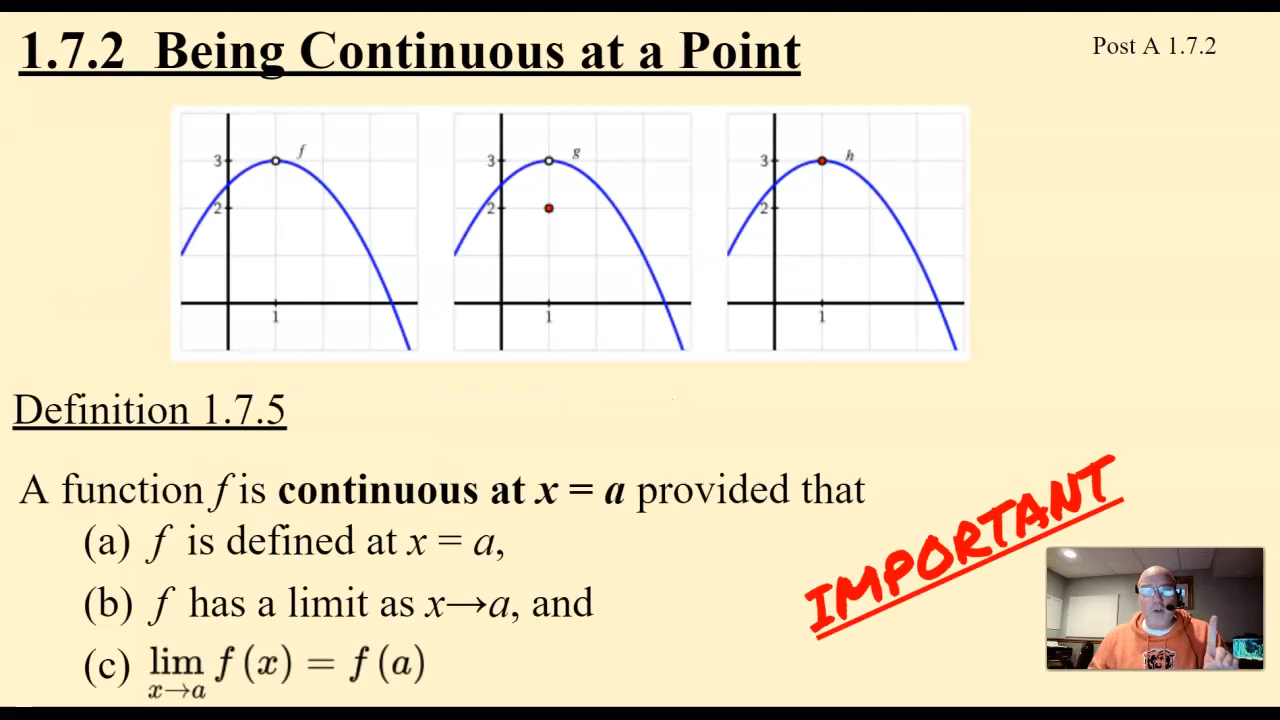 1.7.2 Being Continuous at a Point
Post A 1.7.2
f
3
2
1
g
3
2
1
h
3
2
1
Definition 1.7.5
A function f is continuous at x = a provided that
(a) f is defined at x = a,
(b) f has a limit as x→a, and
(c) lim f (x) = f (a)
x→a
IMPORTANT